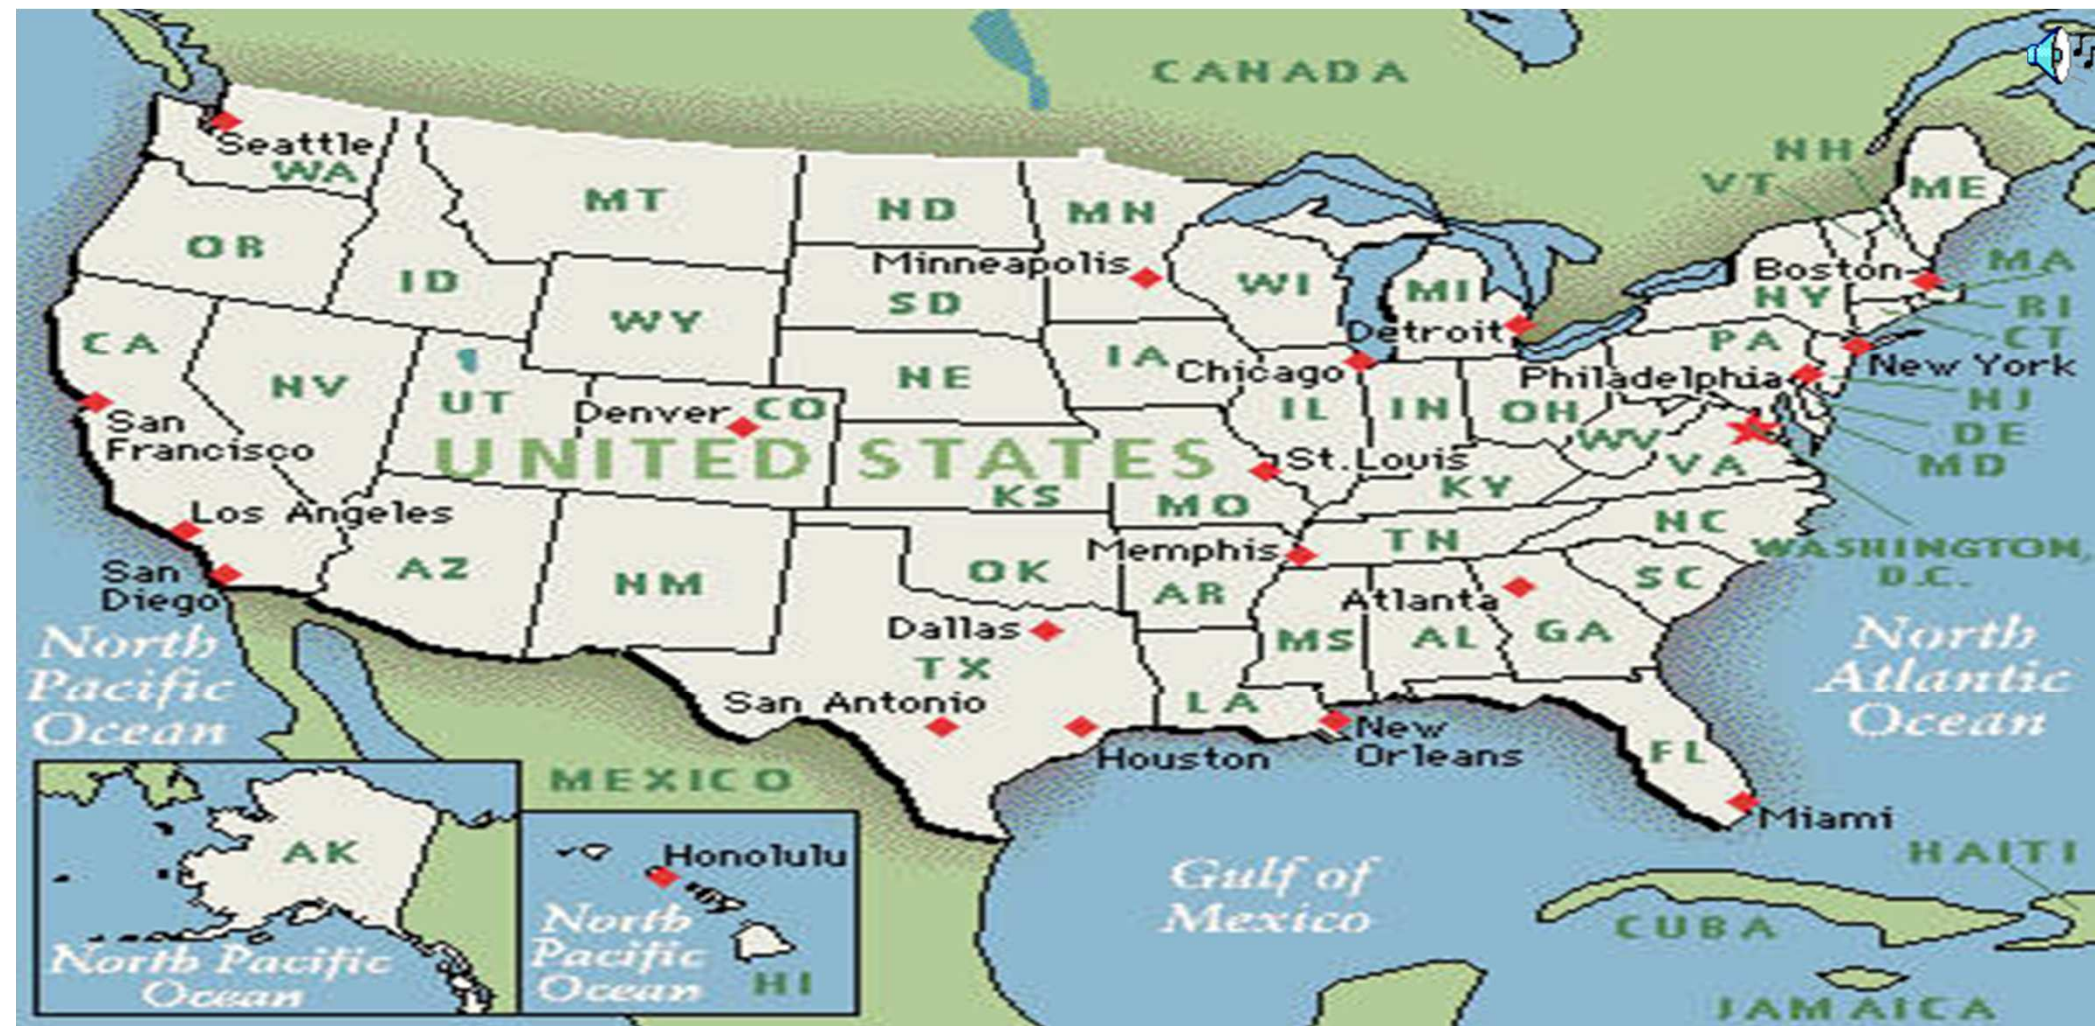 CANADA
NH
VT
ME
Seattle
WA
MT
ND
MN
OR
ID
Minneapolis
WI
MI
Boston
MA
NY
SD
WY
RI
CT
CA
Detroit
PA
IA
Chicago
New York
NV
UT
NE
Philadelphia
Denver
CO
IL
IN
OH
NJ
DE
MD
San
Francisco
UNITED STATES
St.Louis
WV
VA
KS
KY
MO
Los Angeles
NC
Memphis
TN
WASHINGTON,
D.C.
San
Diego
AZ
NM
OK
AR
Atlanta
SC
MS
AL
GA
Dallas
TX
North
Pacific
Ocean
North
Atlantic
Ocean
San Antonio
LA
New
Orleans
Houston
FL
MEXICO
Miami
AK
Honolulu
HAITI
Gulf of
Mexico
CUBA
North Pacific
Ocean
North
Pacific
Ocean
HI
JAMAICA